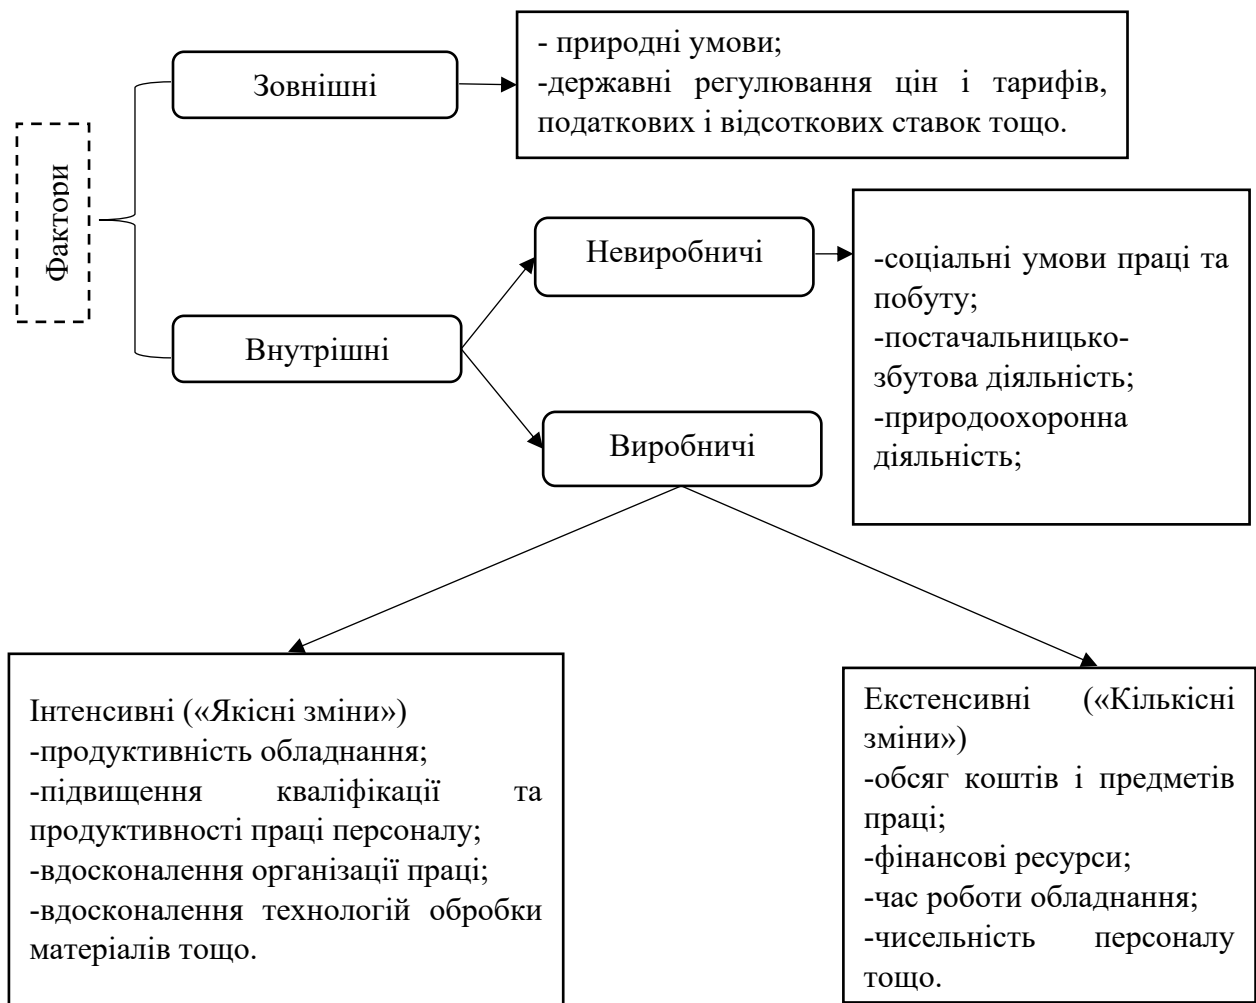 Фактори
Зовнішні
- природні умови;
-державні регулювання цін і тарифів,
податкових і відсоткових ставок тощо.
Внутрішні
Невиробничі
-соціальні умови праці та
побуту;
-постачальницько-
збутова діяльність;
-природоохоронна
діяльність;
Виробничі
Інтенсивні («Якісні зміни»)
-продуктивність обладнання;
-підвищення кваліфікації та
продуктивності праці персоналу;
-вдосконалення організації праці;
-вдосконалення технологій обробки
матеріалів тощо.
Екстенсивні («Кількісні
зміни»)
-обсяг коштів і предметів
праці;
-фінансові ресурси;
-час роботи обладнання;
-чисельність персоналу
тощо.